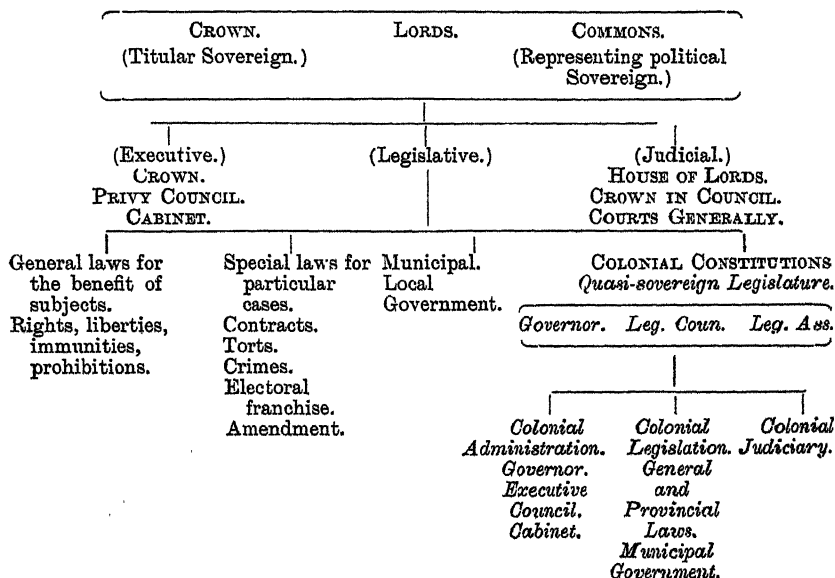 CROWN. LORDS. COMMONS.
(Titular Sovereign.) (Representing political
Sovereign.)
(Executive.) (Legislative.) (Judicial.)
CROWN. HOUSE OF LORDS.
PRIVY COUNCIL. CROWN IN COUNCIL.
CABINET. COURTS GENERALLY.
General laws for
the benefit of
subjects.
Rights, liberties,
immunities,
prohibitions.
Special laws for
particular
cases.
Contracts.
Torts.
Crimes.
Electoral
franchise.
Amendment.
Municipal.
Local
Government.
COLONIAL CONSTITUTIONS
Quasi-sovereign Legislature.
Governor. Leg. Coun. Leg. Ass.
Colonial
Administration.
Governor.
Executive
Council.
Cabinet.
Colonial
Legislation.
General
and
Provincial
Laws.
Municipal
Government.
Colonial
Judiciary.